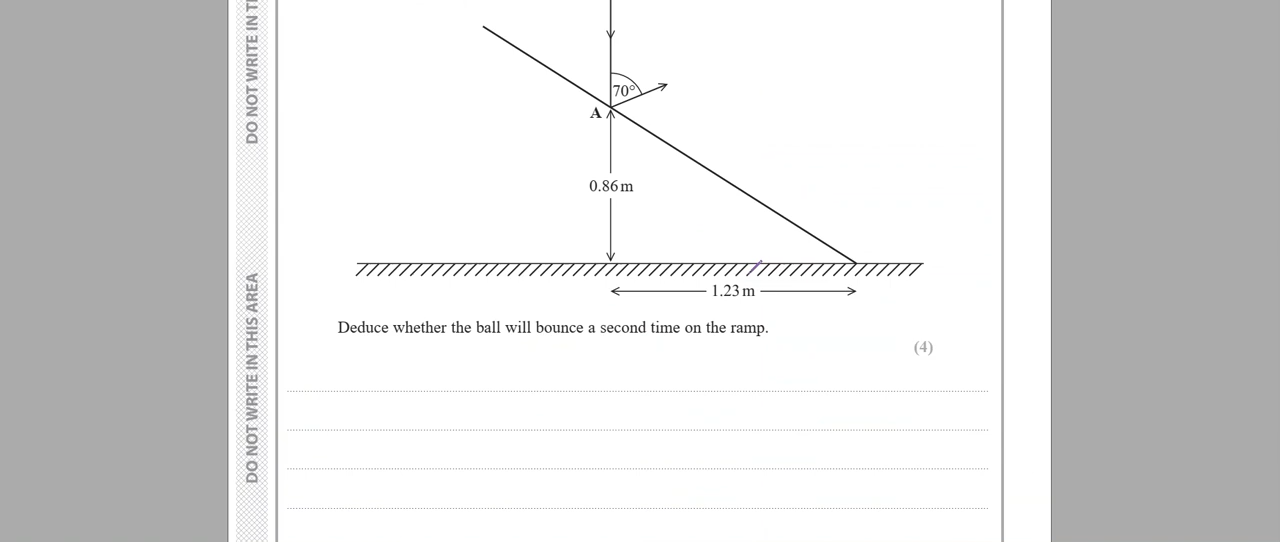 DO NOT WRITE IN TH
70°
A
0.86 m
DO NOT WRITE IN THIS AREA
1.23 m
Deduce whether the ball will bounce a second time on the ramp.
(4)